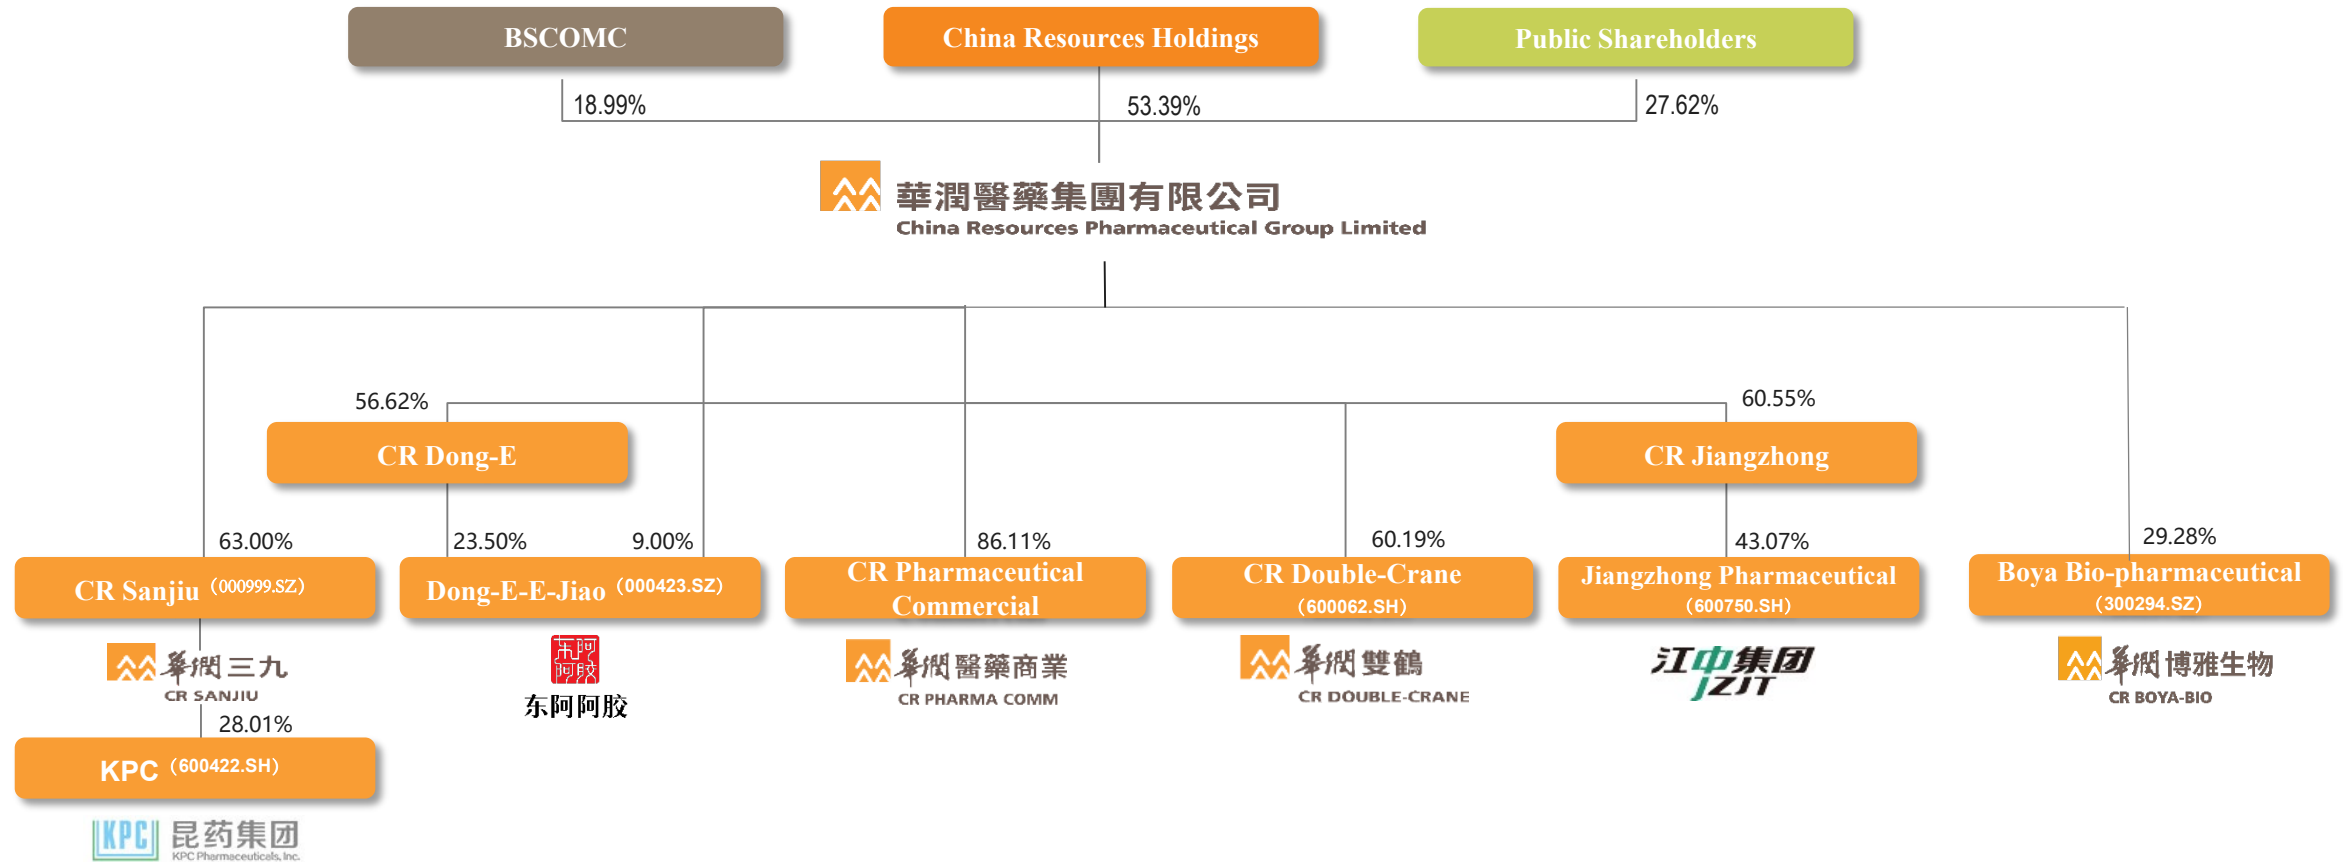 BSCOMC
China Resources Holdings
Public Shareholders
18.99%
53.39%
27.62%
華潤醫藥集團有限公司
China Resources Pharmaceutical Group Limited
56.62%
60.55%
CR Dong-E
CR Jiangzhong
63.00%
23.50%
9.00%
86.11%
60.19%
43.07%
29.28%
CR Sanjiu（000999.SZ）
Dong-E-E-Jiao（000423.SZ）
CR Pharmaceutical
Commercial
CR Double-Crane
（600062.SH）
Jiangzhong Pharmaceutical
（600750.SH）
Boya Bio-pharmaceutical
（300294.SZ）
華潤三九
CR SANJIU
东阿阿胶
东阿阿胶
華潤醫藥商業
CR PHARMA COMM
華潤雙鶴
CR DOUBLE-CRANE
江中集团
JZJT
華潤博雅生物
CR BOYA-BIO
28.01%
KPC（600422.SH）
KPC 昆药集团
KPC Pharmaceuticals, Inc.